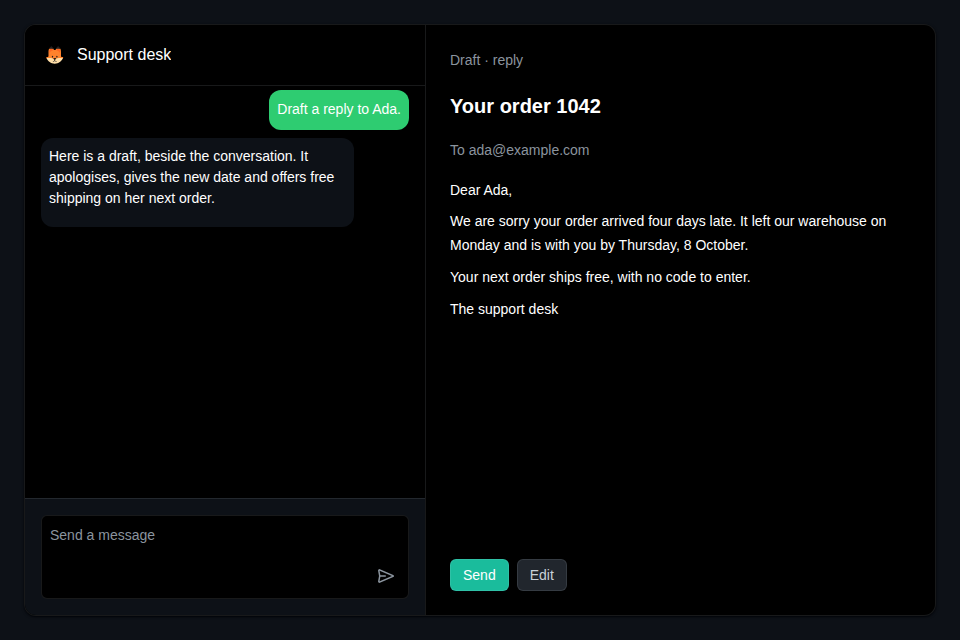 Support desk
Draft a reply to Ada.
Here is a draft, beside the conversation. It
apologises, gives the new date and offers free
shipping on her next order.
Send a message
Draft · reply
Your order 1042
To ada@example.com
Dear Ada,
We are sorry your order arrived four days late. It left our warehouse on
Monday and is with you by Thursday, 8 October.
Your next order ships free, with no code to enter.
The support desk
Send
Edit